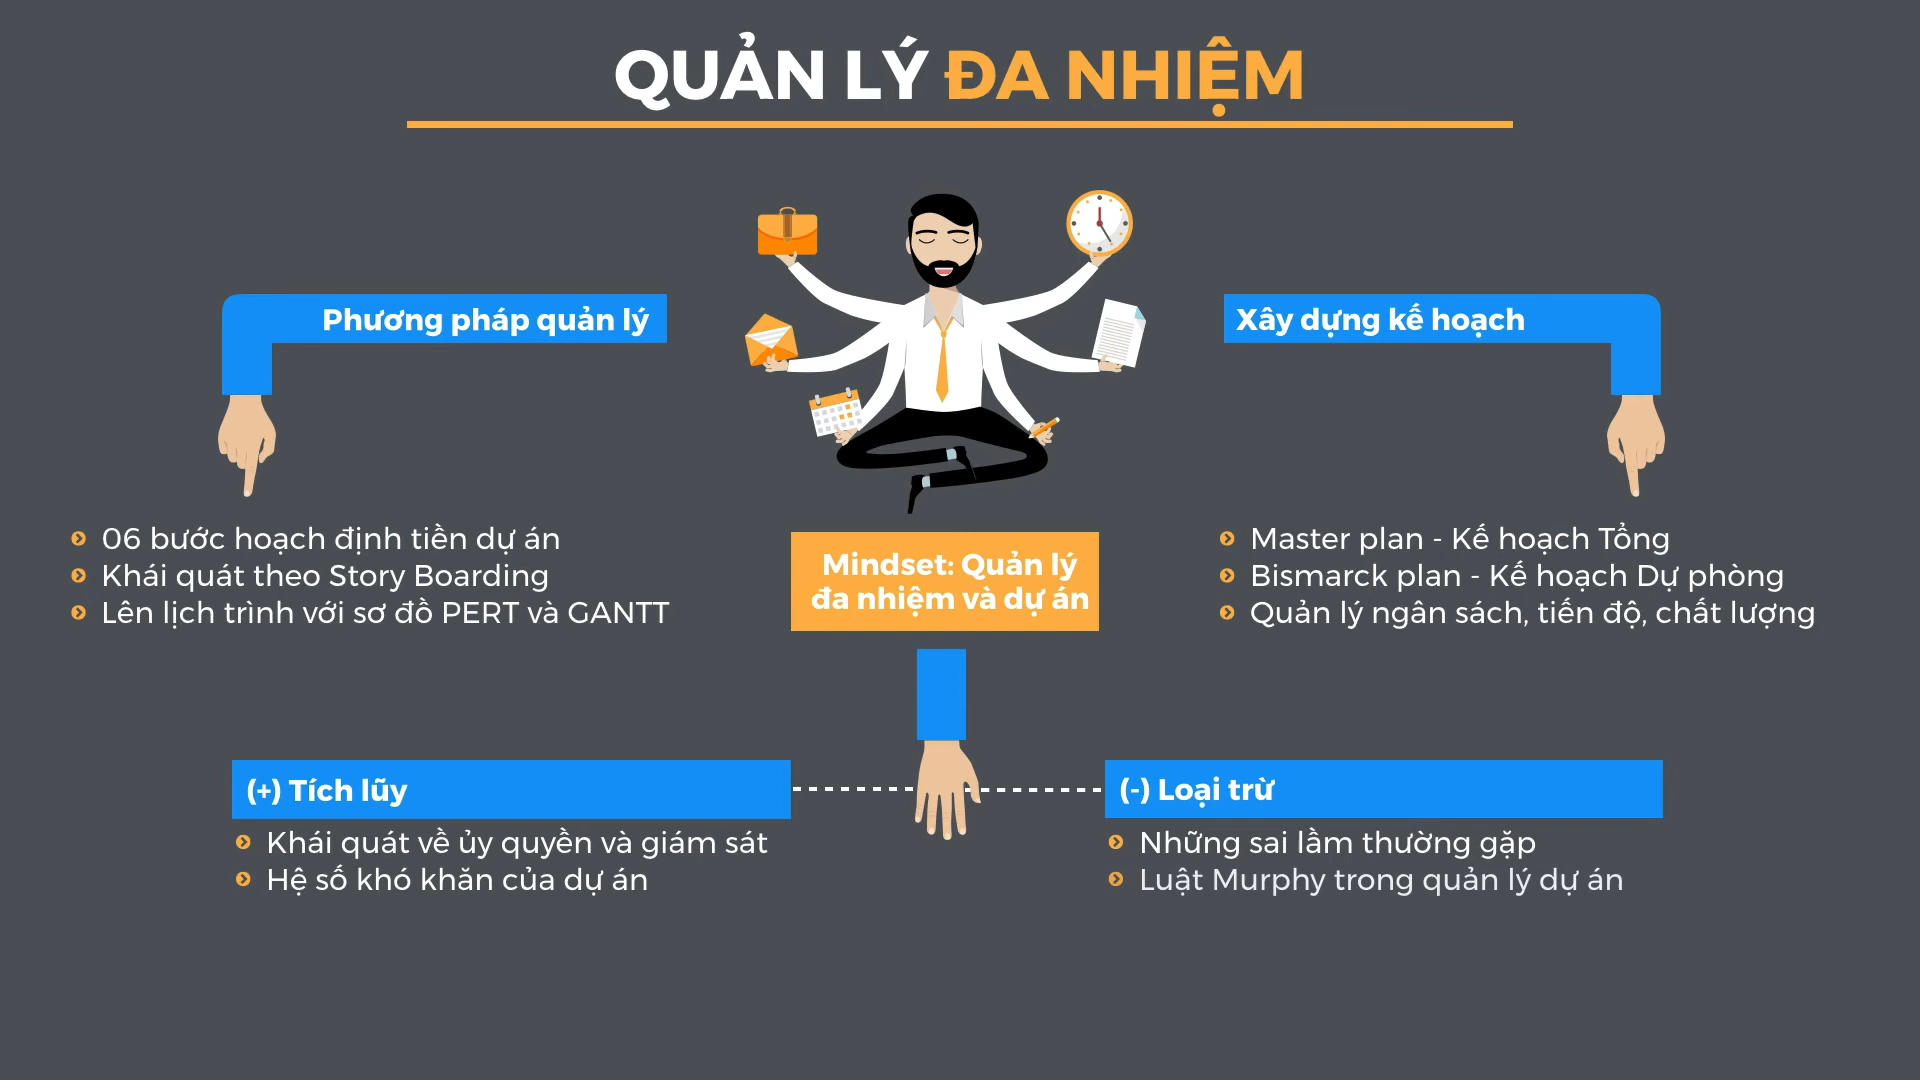 QUẢN LÝ ĐA NHIỆM
Phương pháp quản lý
06 bước hoạch định tiền dự án
Khái quát theo Story Boarding
Lên lịch trình với sơ đồ PERT và GANTT
Xây dựng kế hoạch
Master plan - Kế hoạch Tổng
Bismarck plan - Kế hoạch Dự phòng
Quản lý ngân sách, tiến độ, chất lượng
Mindset: Quản lý
đa nhiệm và dự án
(+) Tích lũy
Khái quát về ủy quyền và giám sát
Hệ số khó khăn của dự án
(-) Loại trừ
Những sai lầm thường gặp
Luật Murphy trong quản lý dự án